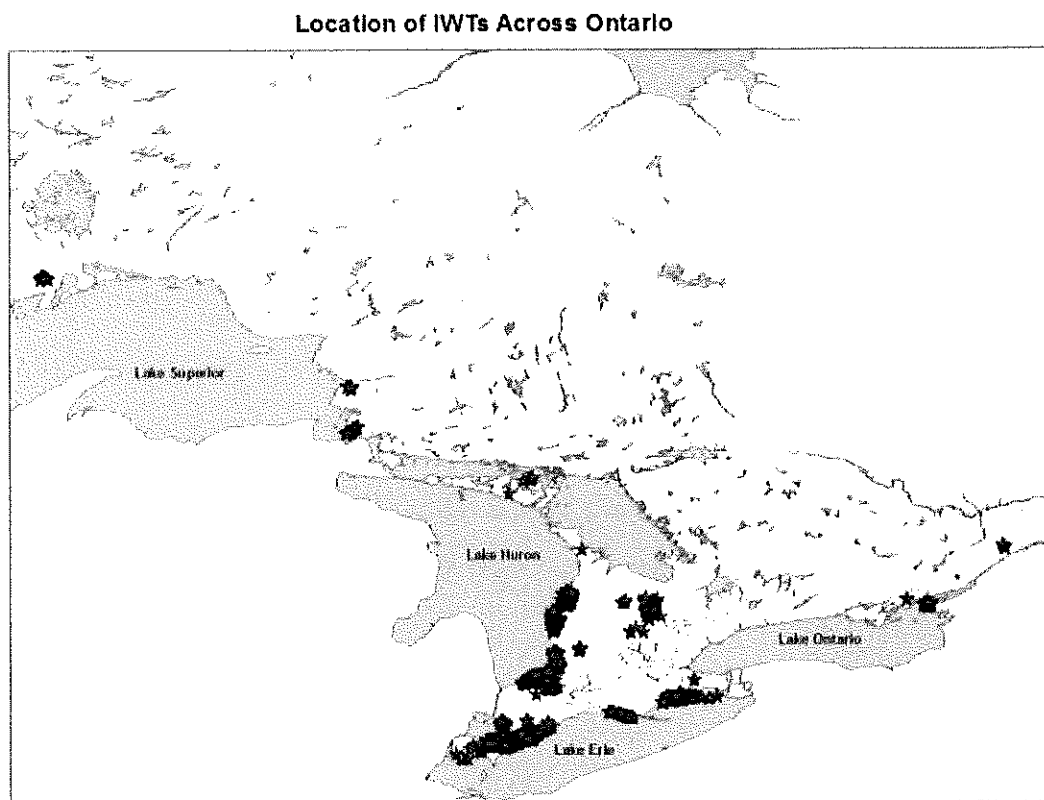 Location of IWTs Across Ontario
Lake Superior
Lake Huron
Lake Ontario
Lake Erie